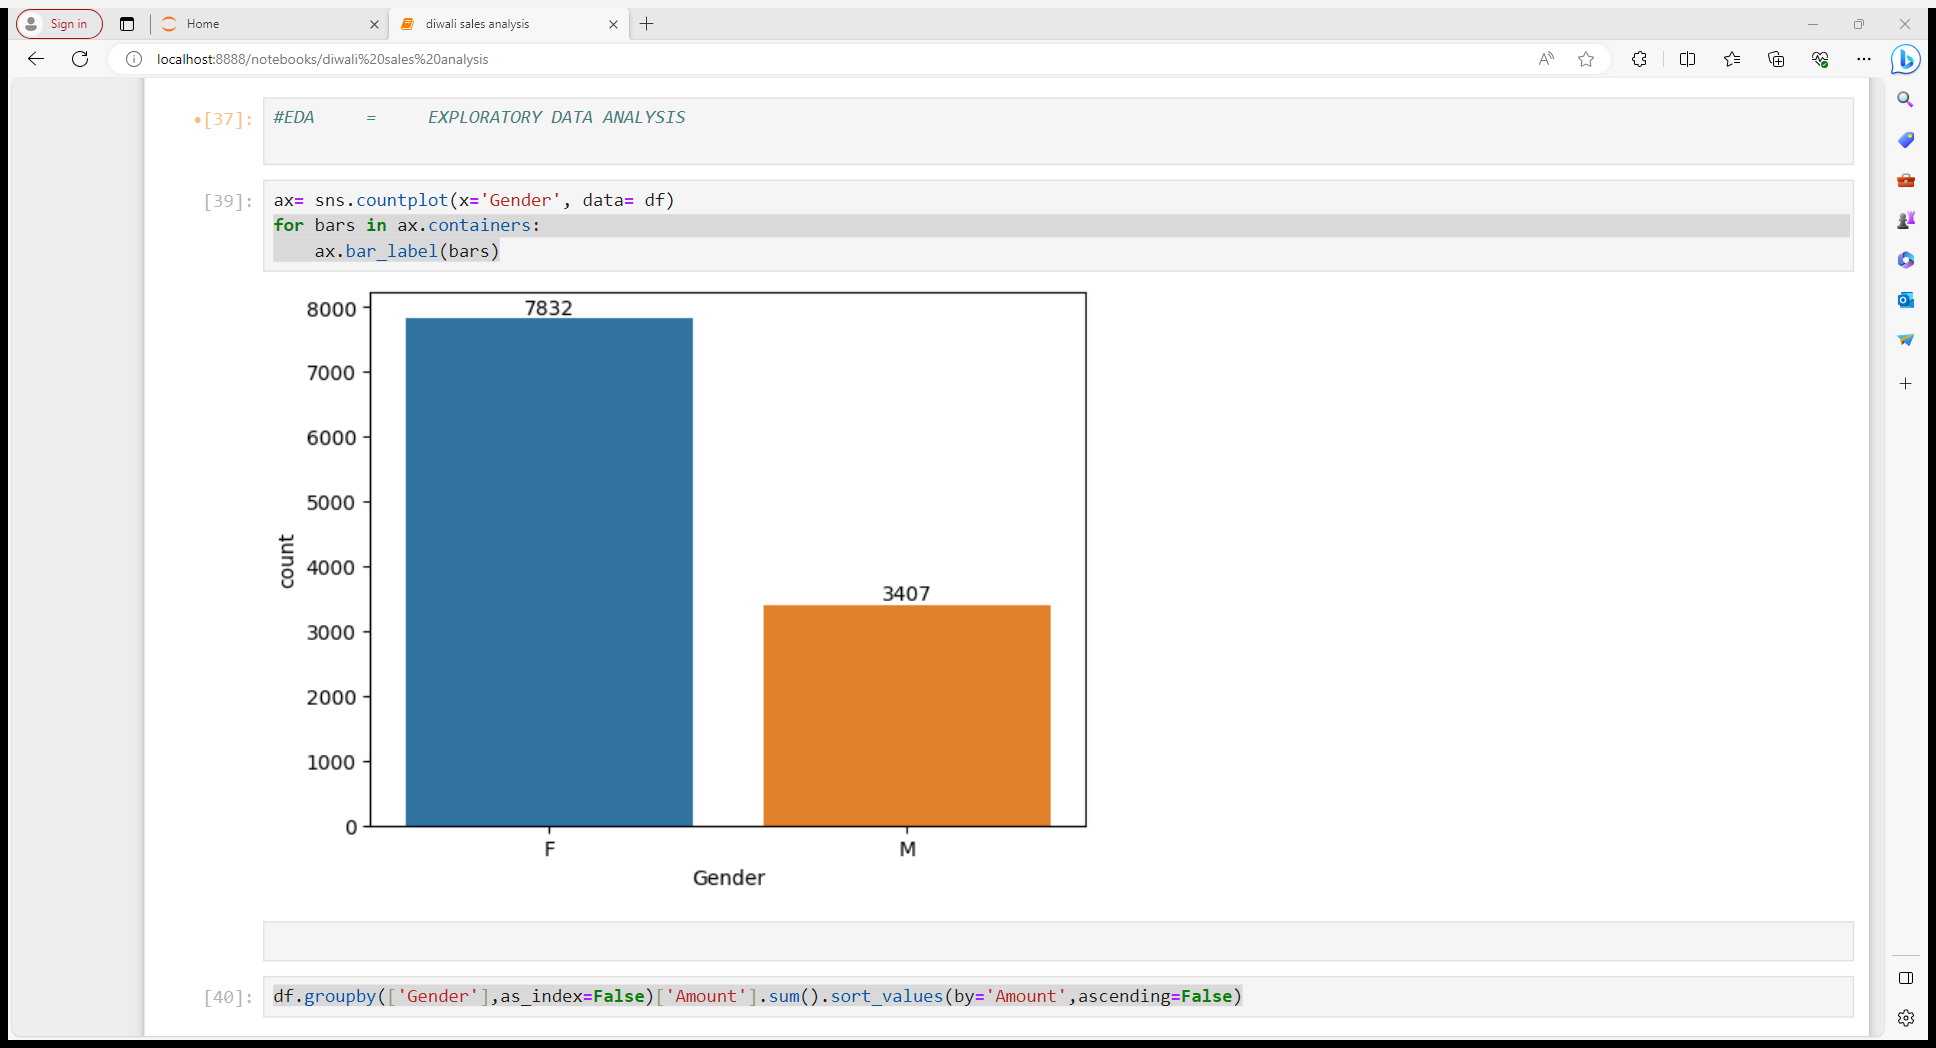 Sign in
Home
diwali sales analysis
localhost:8888/notebooks/diwali%20sales%20analysis
[37]:
#EDA     =     EXPLORATORY DATA ANALYSIS
[39]:
ax= sns.countplot(x='Gender', data= df)
for bars in ax.containers:
    ax.bar_label(bars)
8000
7000
6000
5000
4000
3000
2000
1000
0
count
7832
3407
F
M
Gender
[40]:
df.groupby(['Gender'],as_index=False)['Amount'].sum().sort_values(by='Amount',ascending=False)